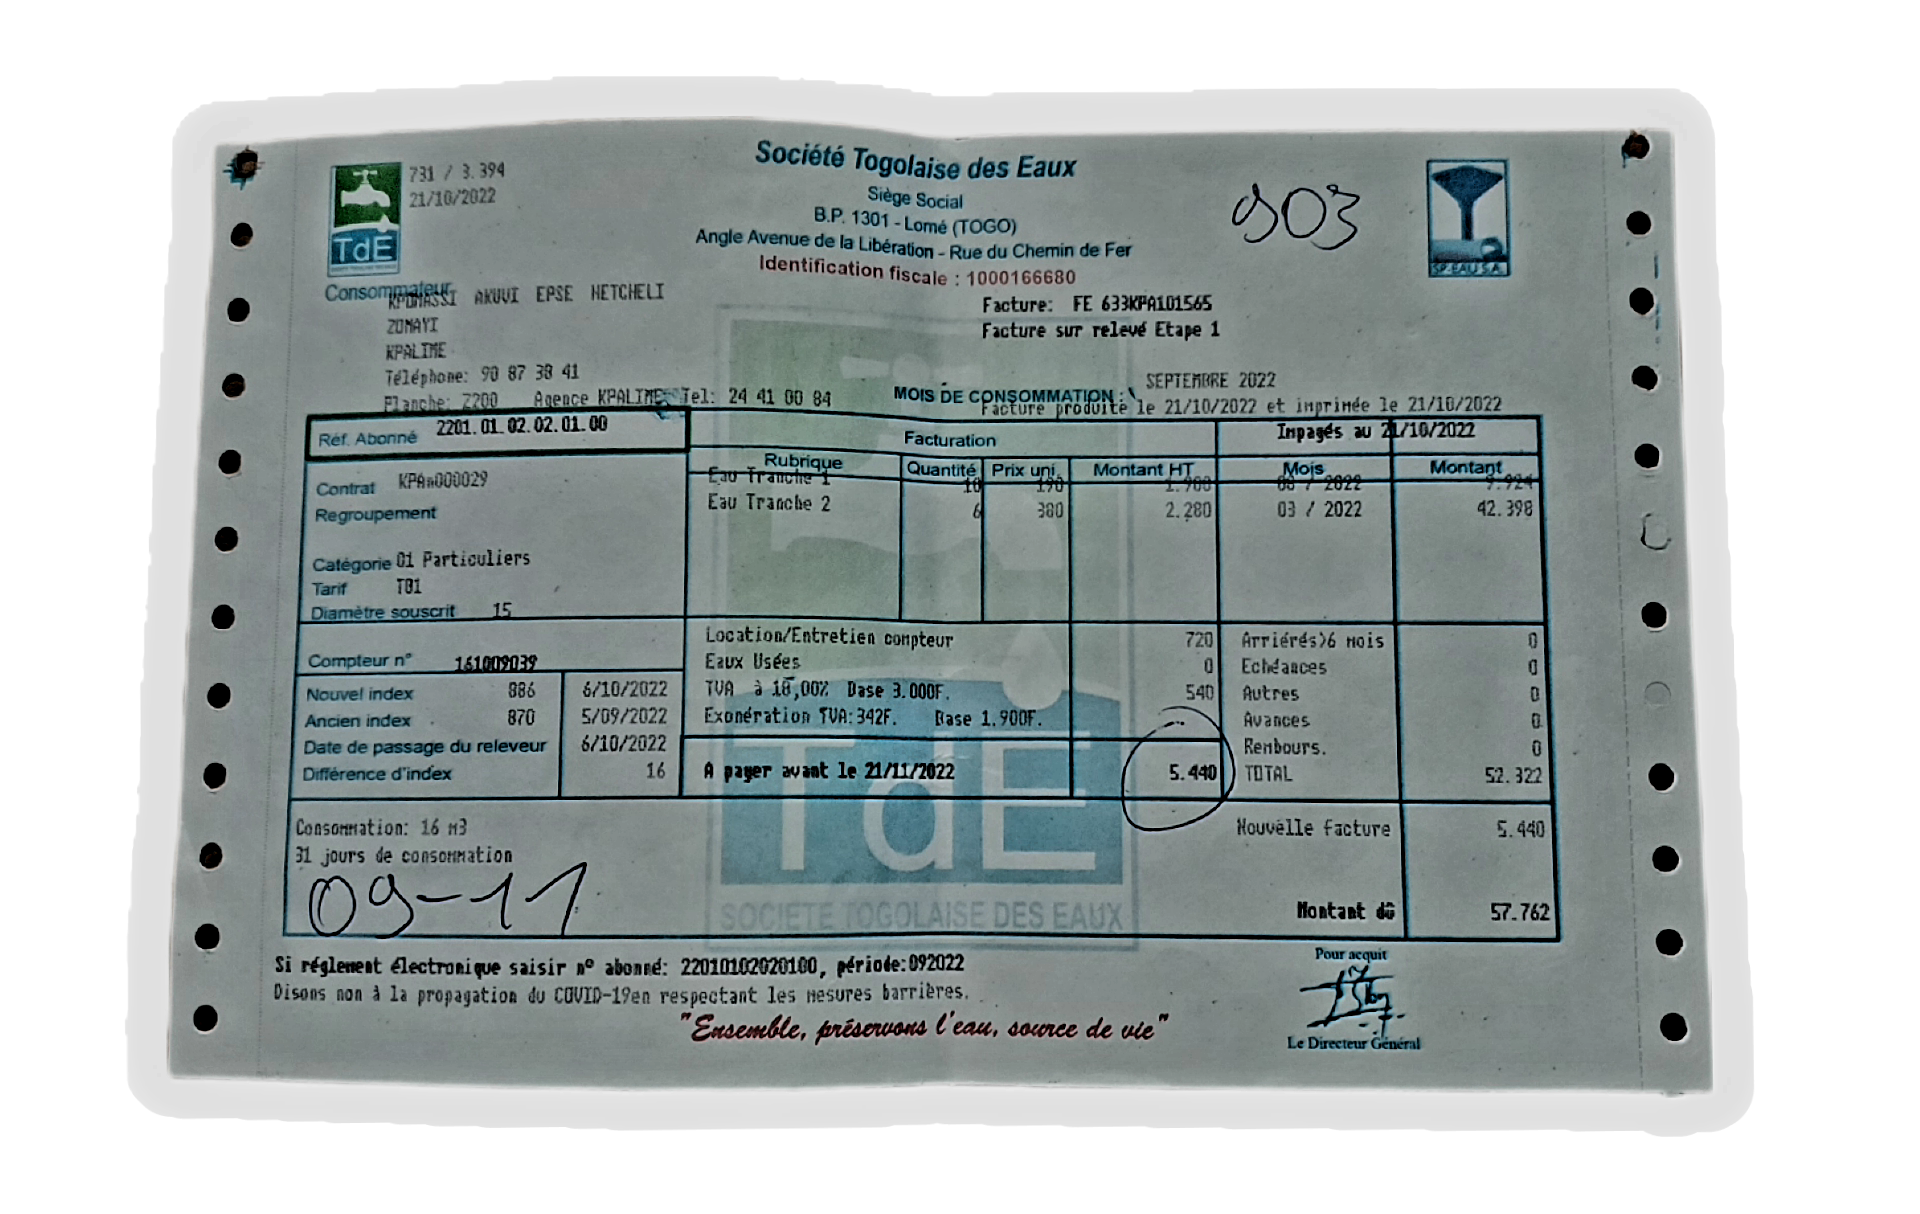 731 / 3.394
21/10/2022
TdE
Société Togolaise des Eaux
Siège Social
B.P. 1301 - Lomé (TOGO)
Angle Avenue de la Libération - Rue du Chemin de Fer
Identification fiscale : 1000166680
903
SP-EAU S.A.
Consommateur
KPOMASSI AKUVI EPSE NETCHELI
ZOMAYI
KPALIME
Téléphone: 90 87 38 41
Planche: Z200 Agence KPALIME Tel: 24 41 00 84
Facture: FE 633KPA101565
Facture sur relevé Etape 1
MOIS DE CONSOMMATION : SEPTEMBRE 2022
Facture produite le 21/10/2022 et imprimée le 21/10/2022
Réf. Abonné 2201.01.02.02.01.00
Facturation
Impayés au 21/10/2022
Rubrique Quantité Prix uni. Montant HT Mois Montant
Eau Tranche 1 10 190 1.900 08 / 2022 9.924
Eau Tranche 2 6 380 2.280 03 / 2022 42.398
Contrat KPAn000029
Regroupement
Catégorie 01 Particuliers
Tarif T01
Diamètre souscrit 15
Compteur n° 161009039
Nouvel index 886 6/10/2022
Ancien index 870 5/09/2022
Date de passage du releveur 6/10/2022
Différence d'index 16
Location/Entretien compteur 720
Eaux Usées 0
TVA à 18,00% Base 3.000F. 540
Exonération TVA:342F. Base 1.900F.
A payer avant le 21/11/2022 5.440
Arriérés>6 mois 0
Echéances 0
Autres 0
Avances 0
Rembours. 0
TOTAL 52.322
Nouvelle facture 5.440
Montant dû 57.762
Consommation: 16 m3
31 jours de consommation
09-11
TdE
SOCIETE TOGOLAISE DES EAUX
Si réglement électronique saisir n° abonné: 22010102020100, période:092022
Disons non à la propagation du COVID-19en respectant les mesures barrières.
"Ensemble, préservons l'eau, source de vie"
Pour acquit
Le Directeur Général